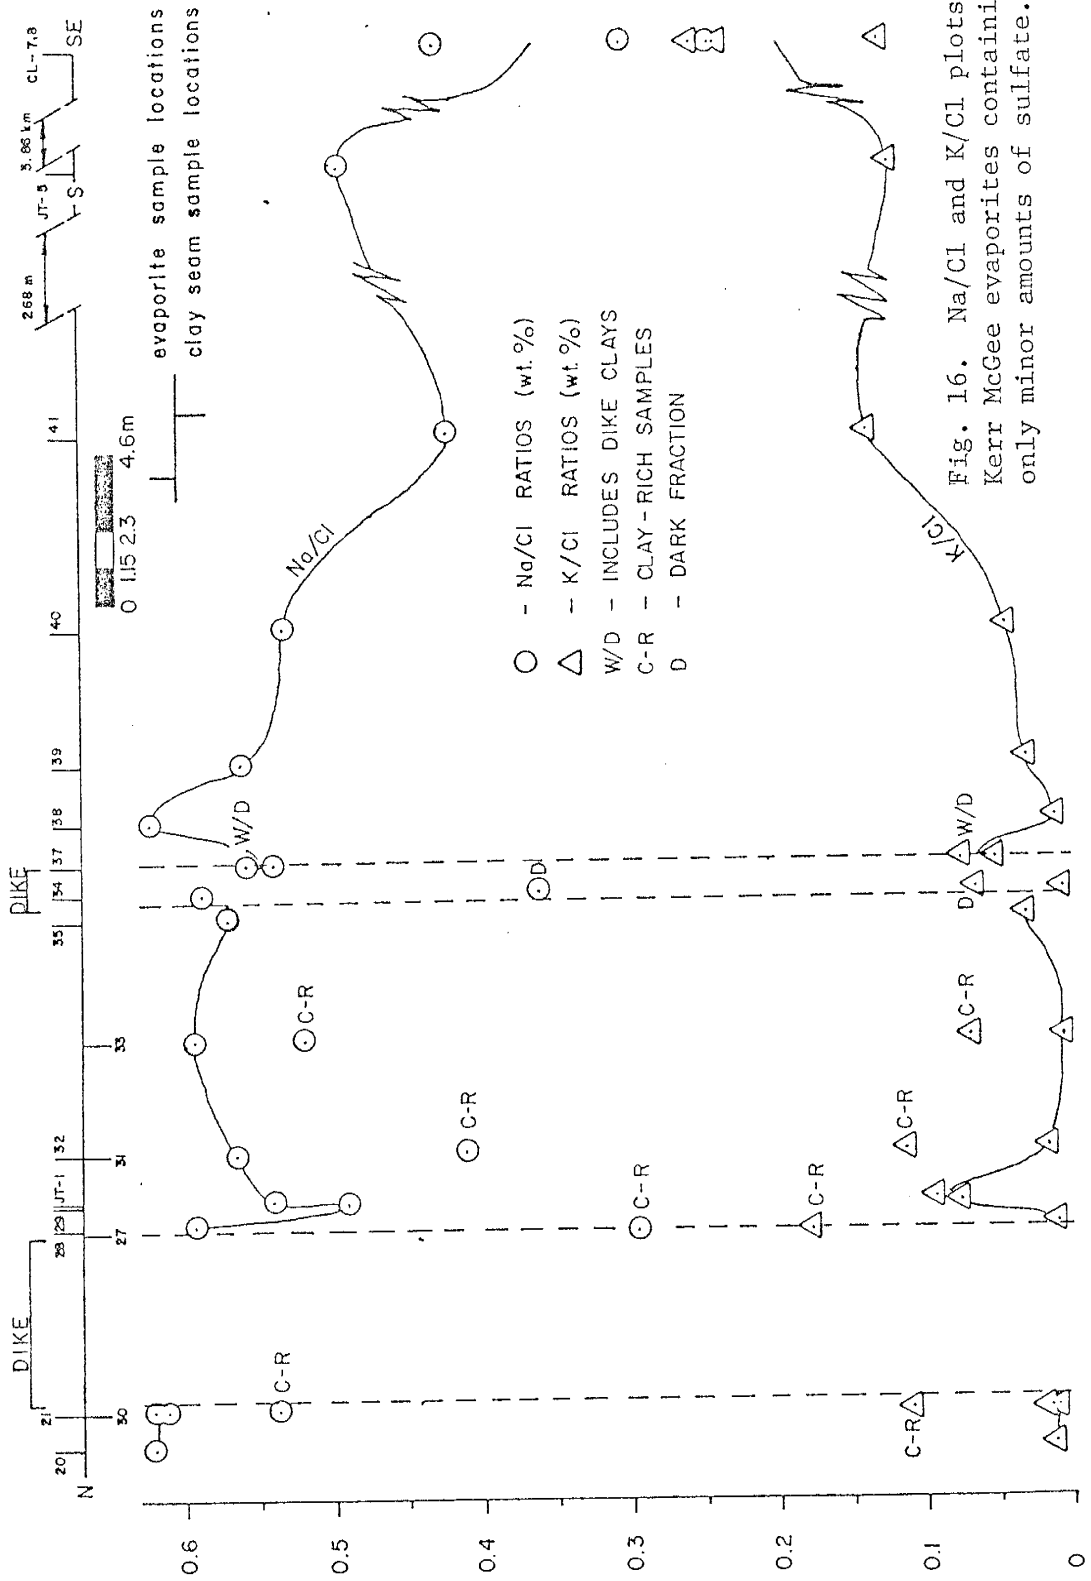 DIKE
DIKE
268 m
JT-5
3.86 km
CL-7.8
N
20
21
28
29
JT-1
32
35
34
37
38
39
40
41
S
SE
30
27
31
33
0 1.15 2.3 4.6m
evaporite sample locations
clay seam sample locations
0.6
0.5
0.4
0.3
0.2
0.1
0
C-R
C-R
C-R
C-R
C-R
C-R
C-R
C-R
D
D
W/D
W/D
Na/Cl
K/Cl
- Na/Cl RATIOS (wt.%)
- K/Cl RATIOS (wt.%)
W/D - INCLUDES DIKE CLAYS
C-R - CLAY-RICH SAMPLES
D - DARK FRACTION
Fig. 16. Na/Cl and K/Cl plots
Kerr McGee evaporites containi
only minor amounts of sulfate.